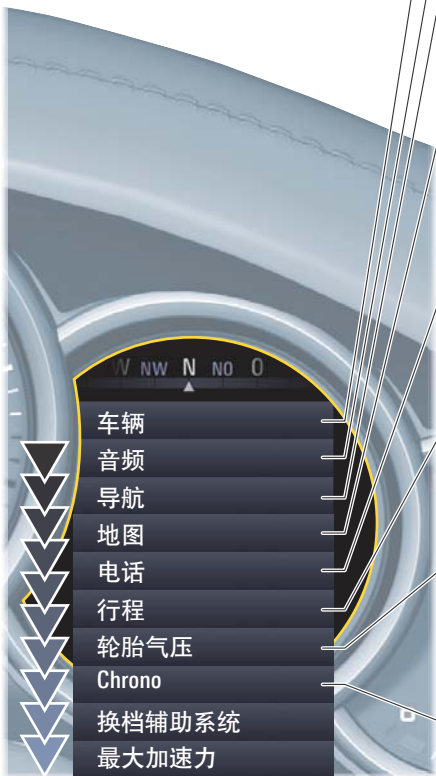 W NW N NO O
车辆
音频
导航
地图
电话
行程
轮胎气压
Chrono
换档辅助系统
最大加速力